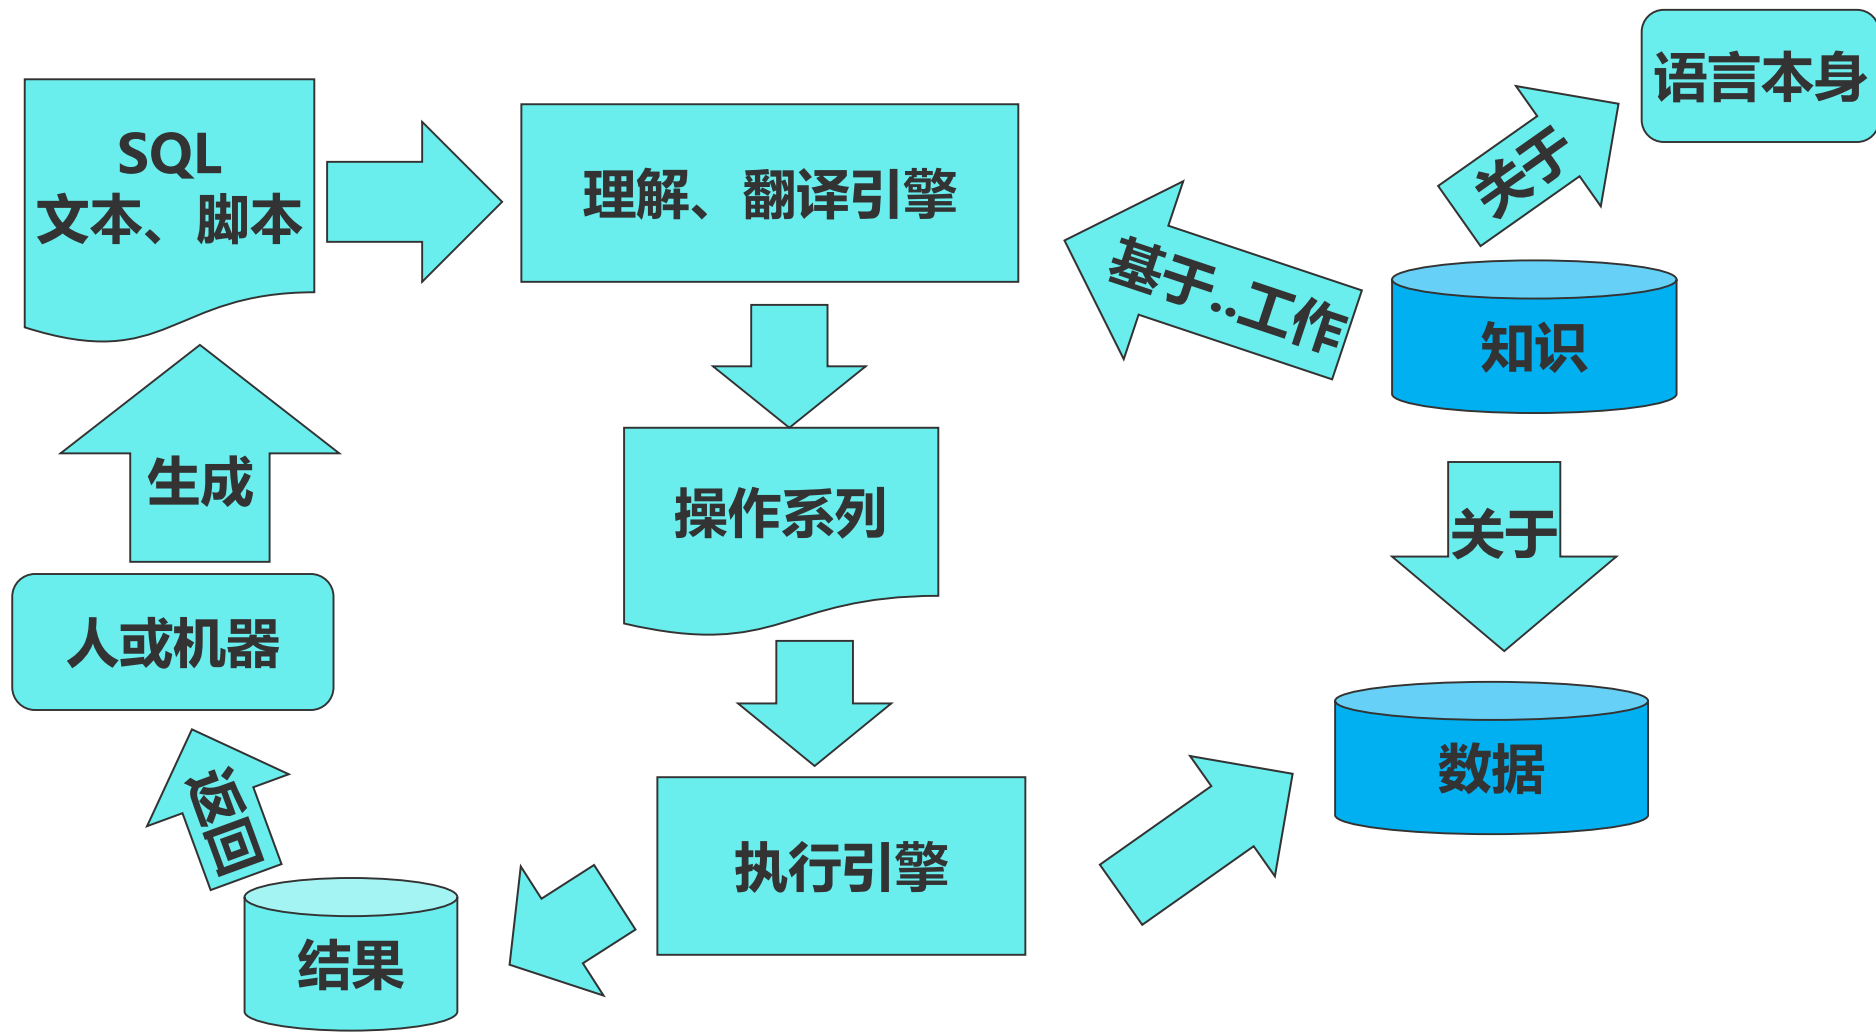 语言本身
SQL
文本、脚本
理解、翻译引擎
关于
基于..工作
知识
生成
操作系列
关于
人或机器
数据
返回
执行引擎
结果